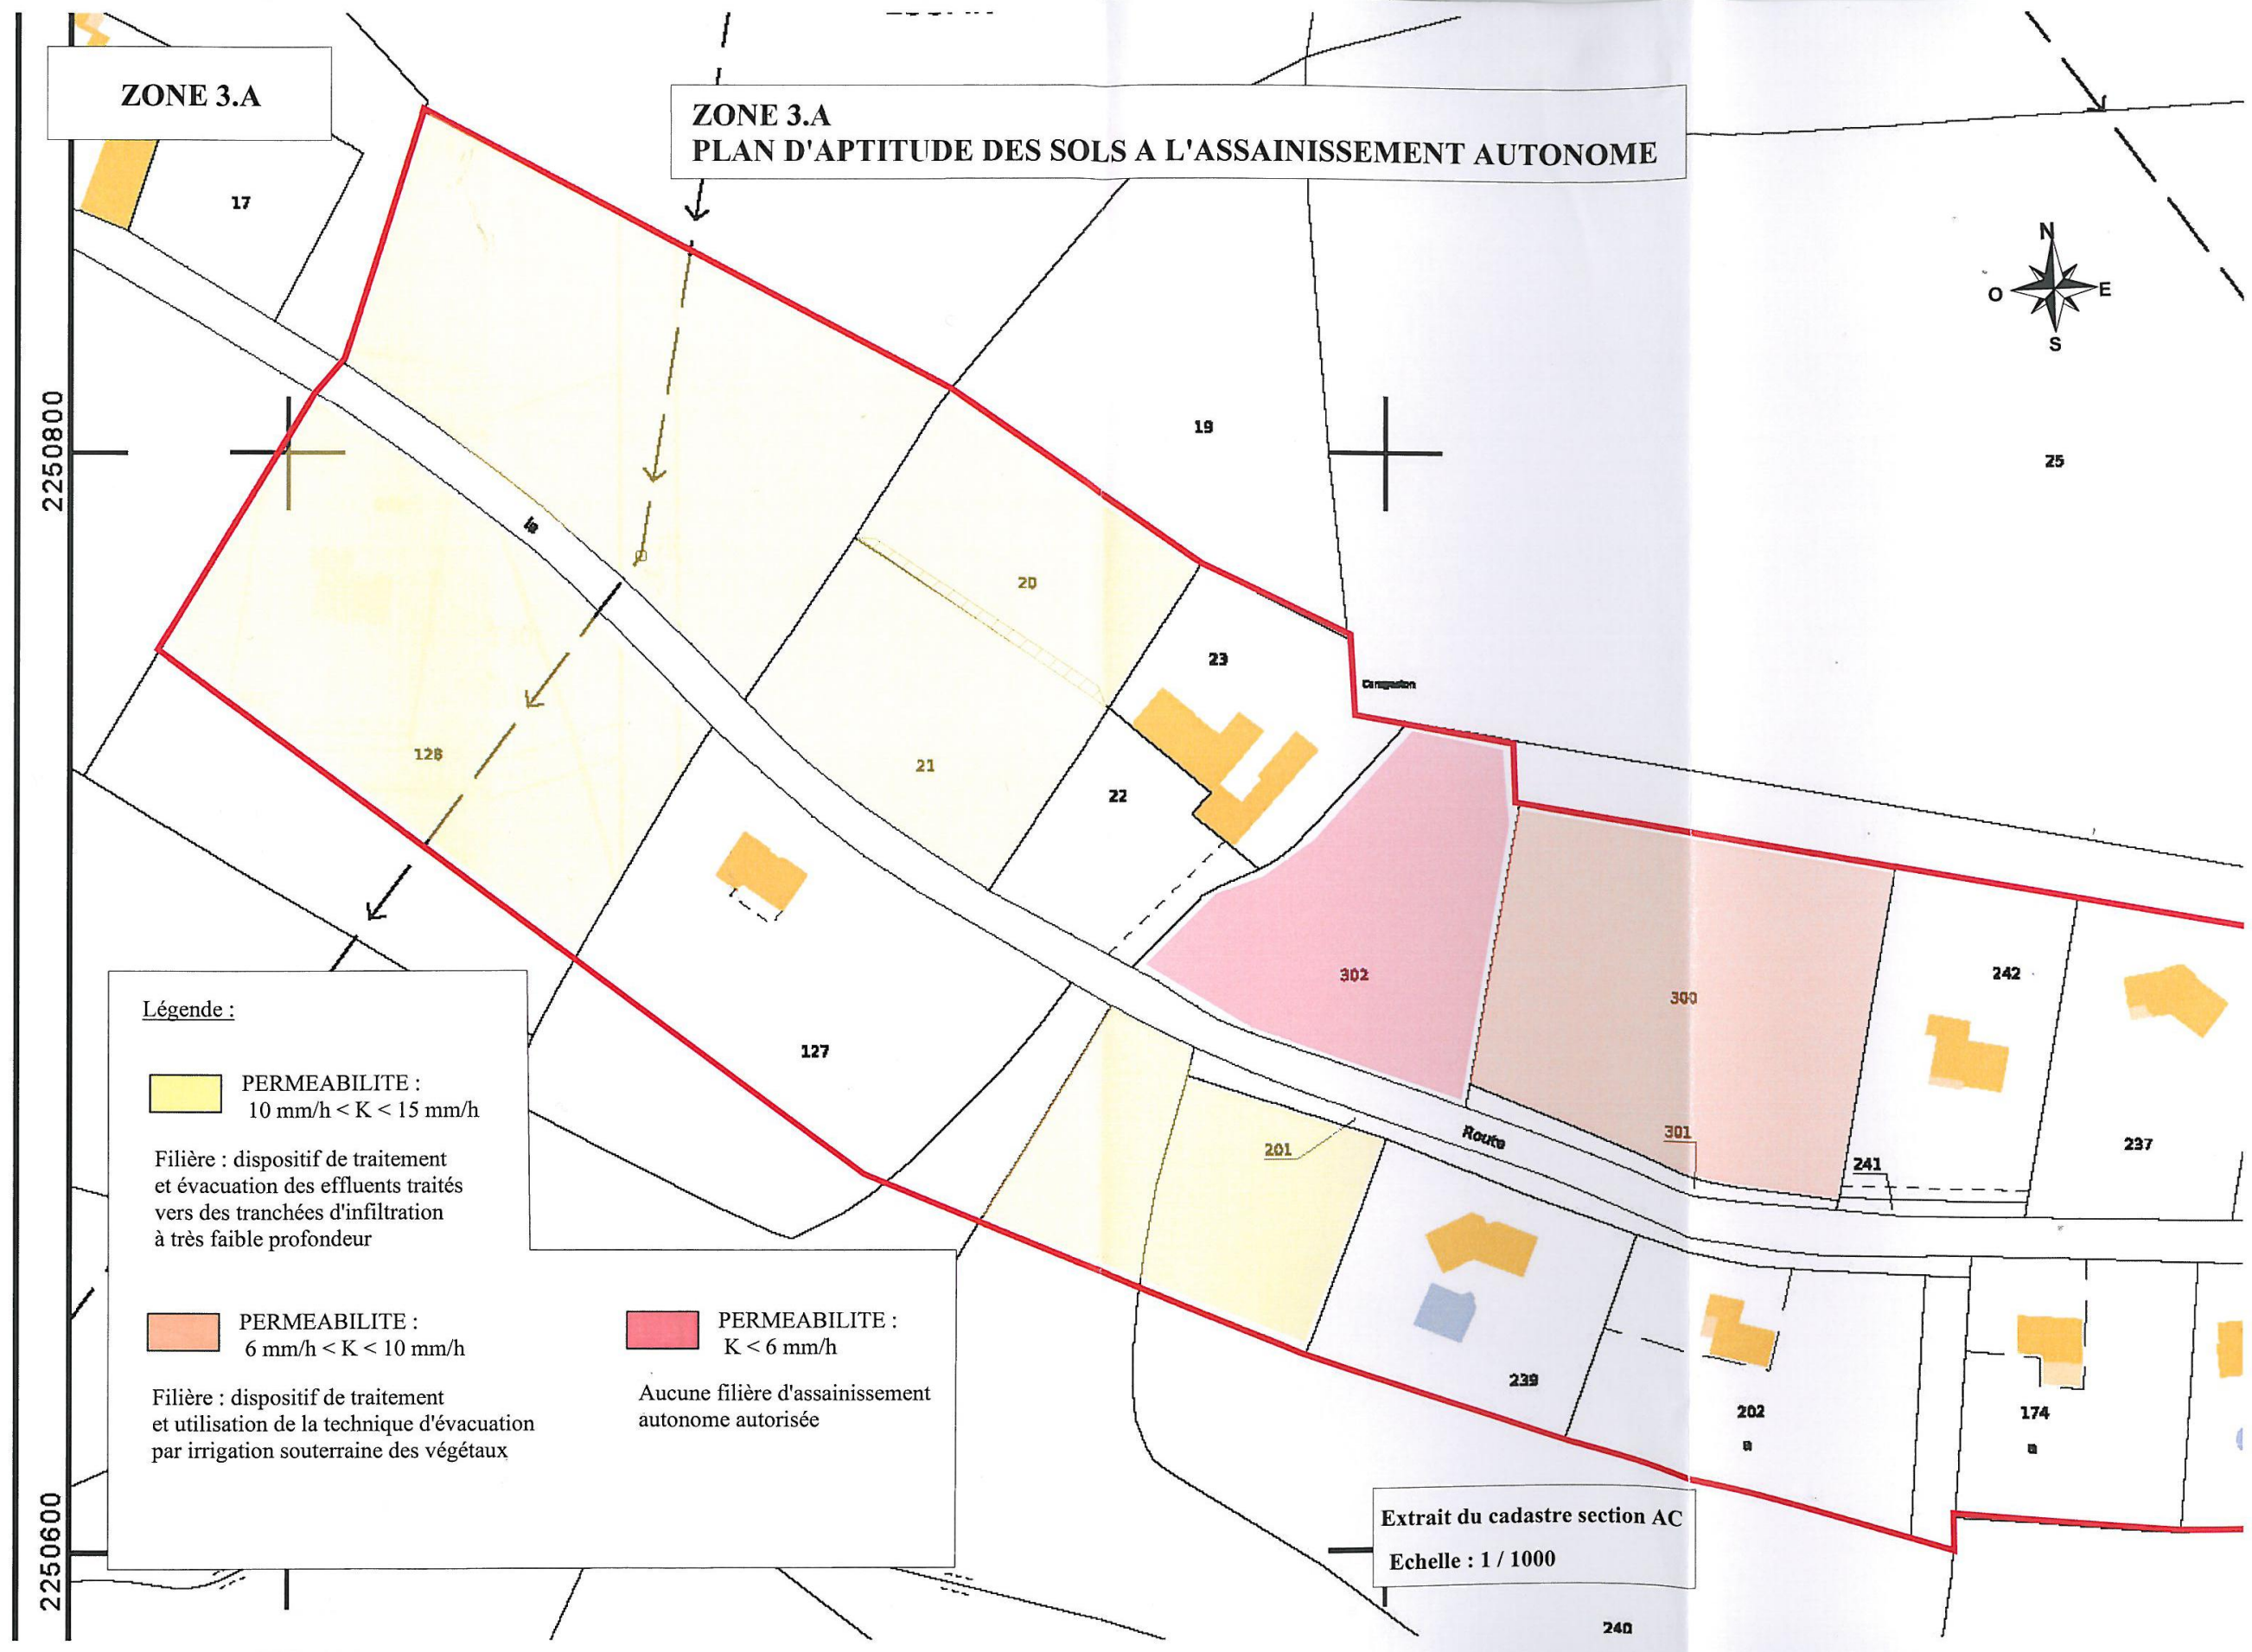 ZONE 3.A
ZONE 3.A
PLAN D'APTITUDE DES SOLS A L'ASSAINISSEMENT AUTONOME
17
N
O
E
S
2250800
19
25
la
20
23
128
21
22
302
300
242
127
201
Route
301
241
237
239
202
174
240
2250600
Légende :
PERMEABILITE :
10 mm/h < K < 15 mm/h
Filière : dispositif de traitement
et évacuation des effluents traités
vers des tranchées d'infiltration
à très faible profondeur
PERMEABILITE :
6 mm/h < K < 10 mm/h
Filière : dispositif de traitement
et utilisation de la technique d'évacuation
par irrigation souterraine des végétaux
PERMEABILITE :
K < 6 mm/h
Aucune filière d'assainissement
autonome autorisée
Extrait du cadastre section AC
Echelle : 1 / 1000